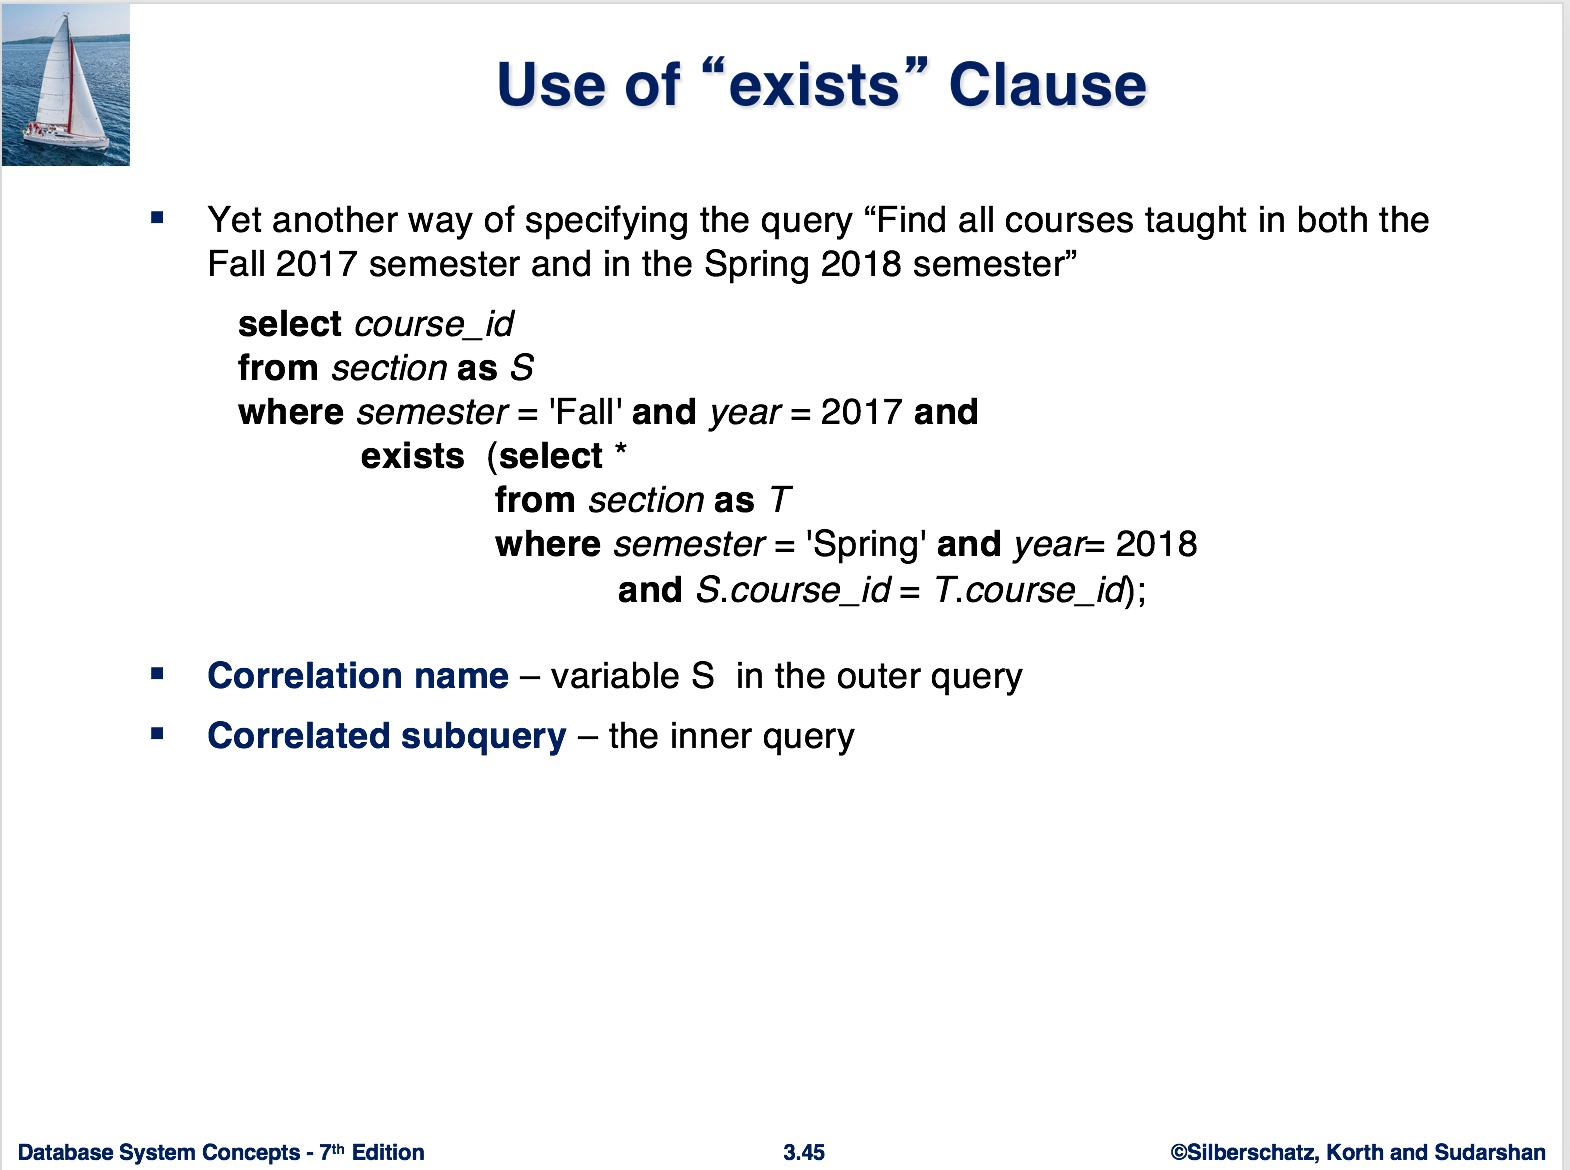 Use of “exists” Clause
▪ Yet another way of specifying the query “Find all courses taught in both the
Fall 2017 semester and in the Spring 2018 semester”
select course_id
from section as S
where semester = 'Fall' and year = 2017 and
exists (select *
from section as T
where semester = 'Spring' and year= 2018
and S.course_id = T.course_id);
▪ Correlation name – variable S in the outer query
▪ Correlated subquery – the inner query
Database System Concepts - 7th Edition
3.45
©Silberschatz, Korth and Sudarshan